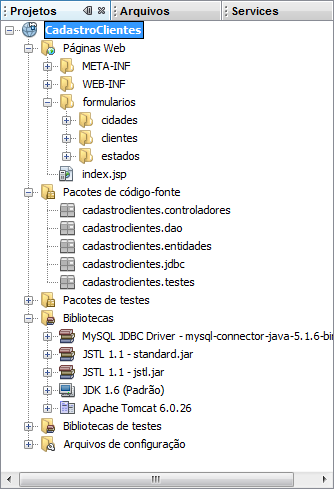 Projetos Arquivos Services
CadastroClientes
Páginas Web
META-INF
WEB-INF
formularios
cidades
clientes
estados
index.jsp
Pacotes de código-fonte
cadastroclientes.controladores
cadastroclientes.dao
cadastroclientes.entidades
cadastroclientes.jdbc
cadastroclientes.testes
Pacotes de testes
Bibliotecas
MySQL JDBC Driver - mysql-connector-java-5.1.6-bin
JSTL 1.1 - standard.jar
JSTL 1.1 - jstl.jar
JDK 1.6 (Padrão)
Apache Tomcat 6.0.26
Bibliotecas de testes
Arquivos de configuração